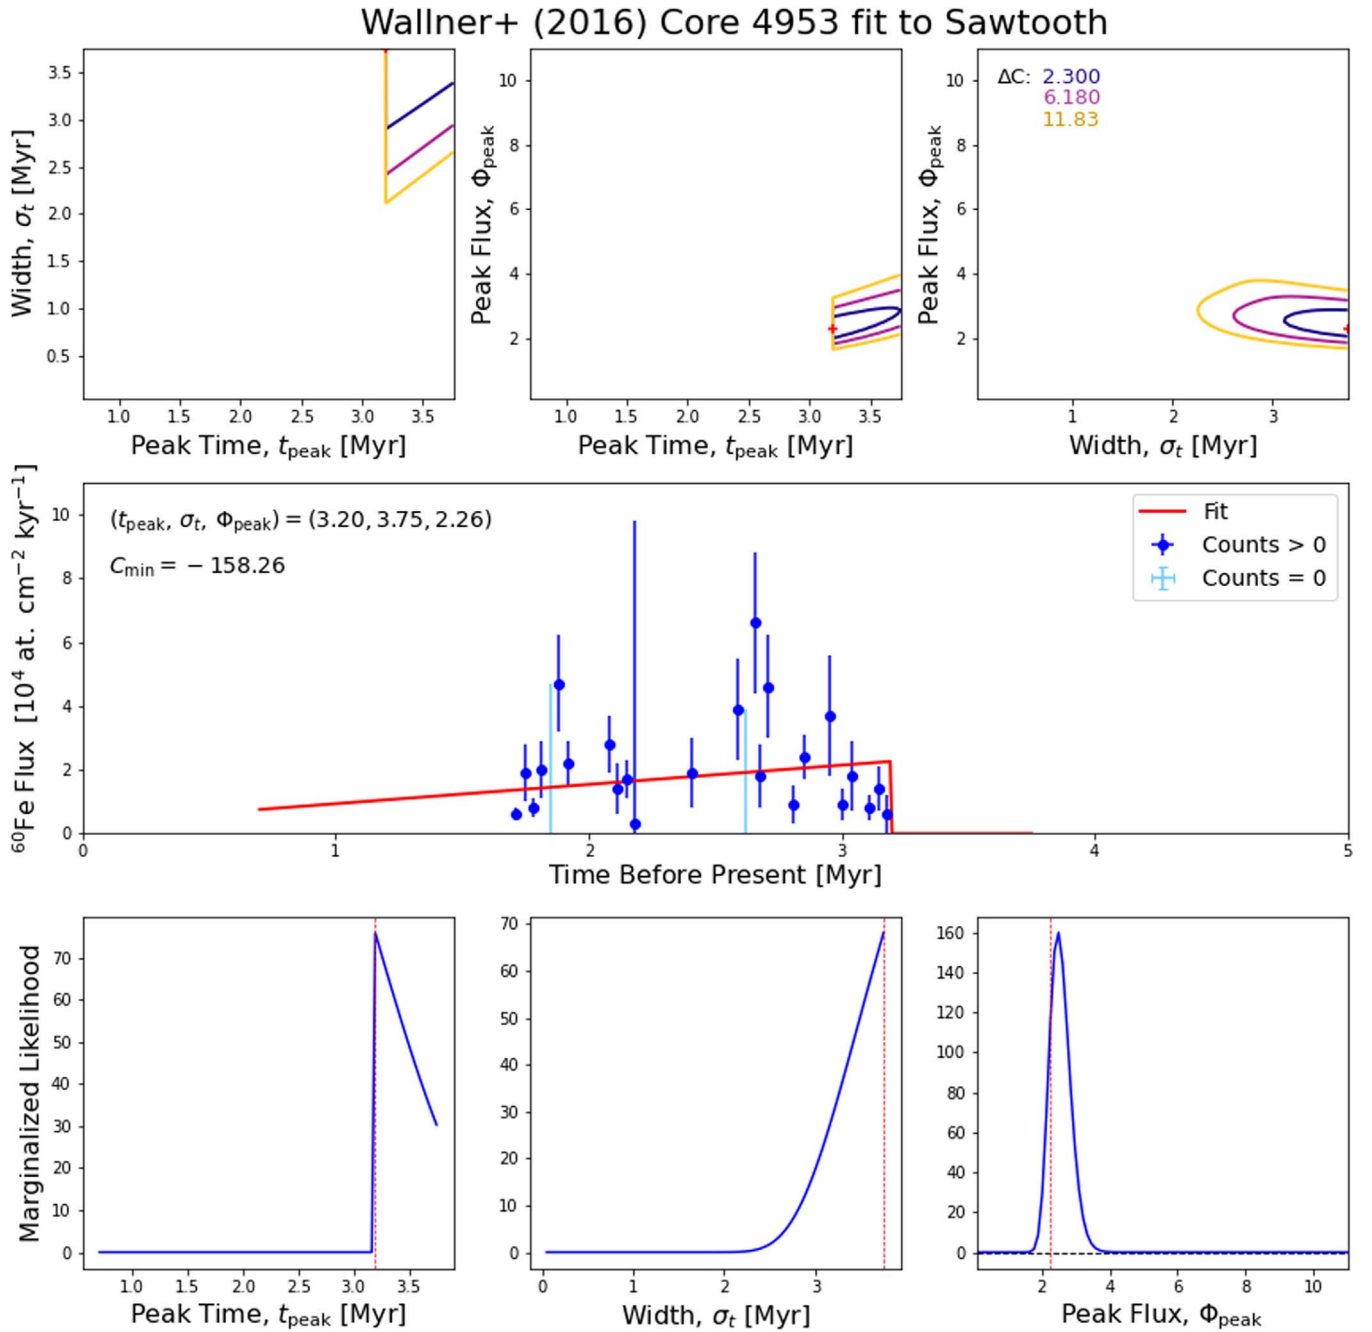 Wallner+ (2016) Core 4953 fit to Sawtooth
Width, σt [Myr]
3.5
3.0
2.5
2.0
1.5
1.0
0.5
1.0 1.5 2.0 2.5 3.0 3.5
Peak Time, tpeak [Myr]
Peak Flux, Φpeak
10
8
6
4
2
1.0 1.5 2.0 2.5 3.0 3.5
Peak Time, tpeak [Myr]
Peak Flux, Φpeak
10
8
6
4
2
ΔC: 2.300
6.180
11.83
1 2 3
Width, σt [Myr]
⁶⁰Fe Flux [10⁴ at. cm⁻² kyr⁻¹]
10
8
6
4
2
0
(tpeak, σt, Φpeak) = (3.20, 3.75, 2.26)
Cmin = − 158.26
Fit
Counts > 0
Counts = 0
0 1 2 3 4 5
Time Before Present [Myr]
Marginalized Likelihood
70
60
50
40
30
20
10
0
1.0 1.5 2.0 2.5 3.0 3.5
Peak Time, tpeak [Myr]
70
60
50
40
30
20
10
0
0 1 2 3
Width, σt [Myr]
160
140
120
100
80
60
40
20
0
2 4 6 8 10
Peak Flux, Φpeak